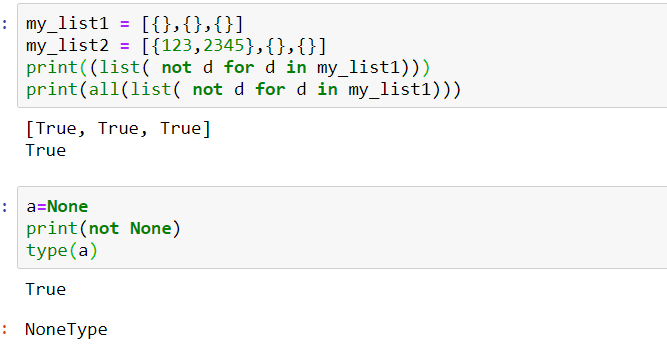 : my_list1 = [{},{},{}]
my_list2 = [{123,2345},{},{}]
print((list( not d for d in my_list1)))
print(all(list( not d for d in my_list1)))
[True, True, True]
True
: a=None
print(not None)
type(a)
True
: NoneType